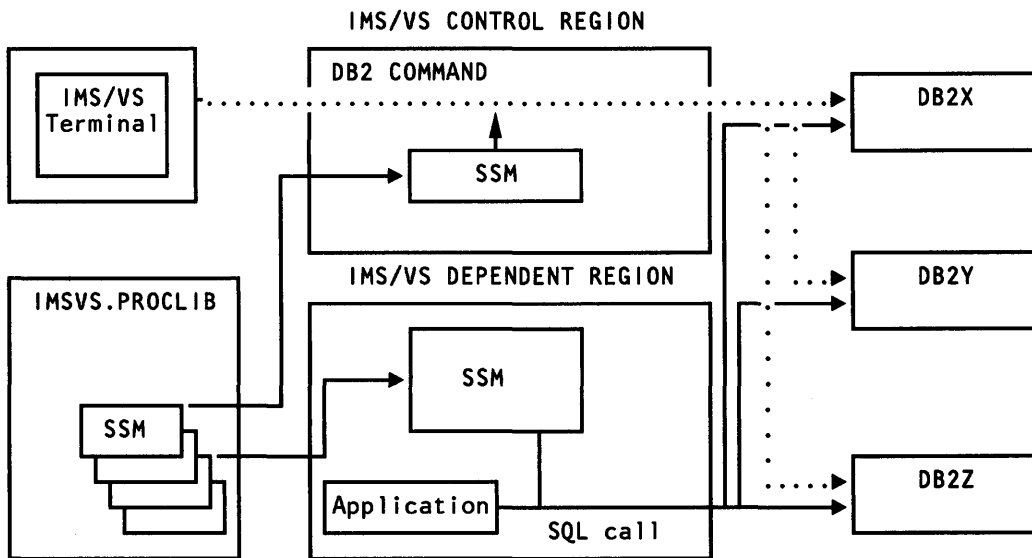 IMS/VS CONTROL REGION
DB2 COMMAND
IMS/VS
Terminal
DB2X
SSM
IMS/VS DEPENDENT REGION
IMSVS.PROCLIB
DB2Y
SSM
SSM
Application
SQL call
DB2Z